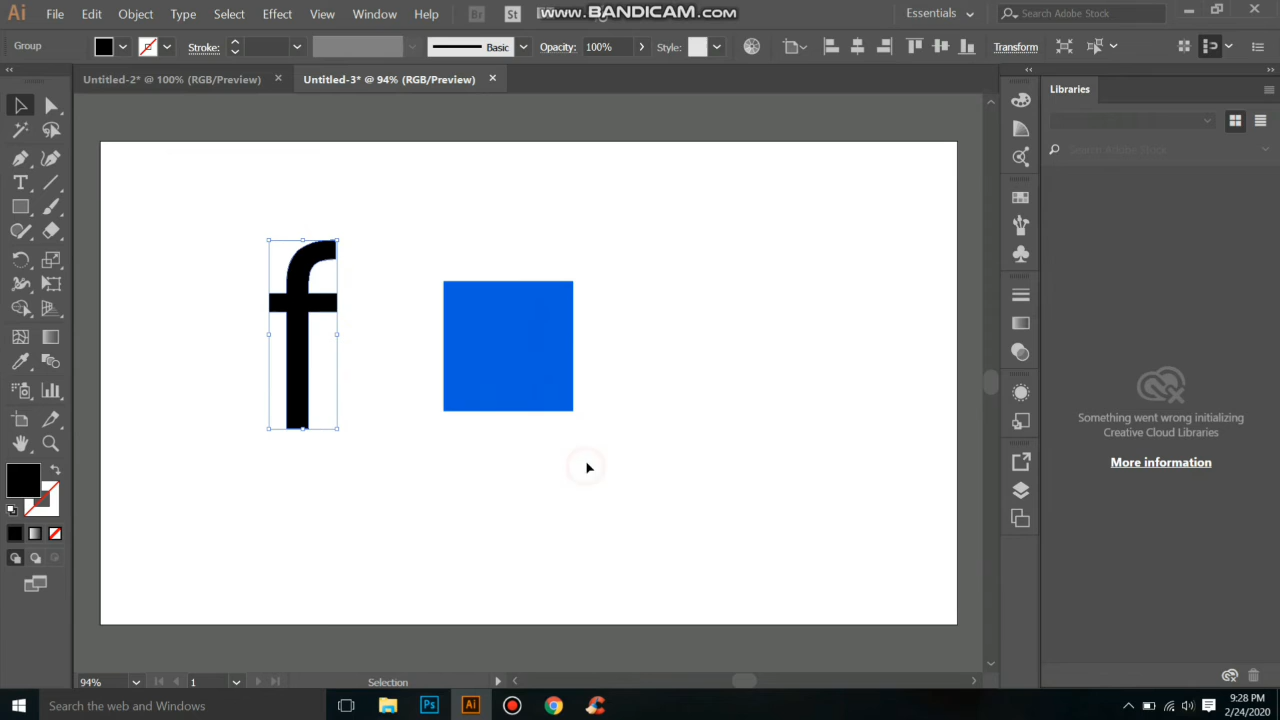 Ai File Edit Object Type Select Effect View Window Help Br St www.BANDICAM.com Essentials Search Adobe Stock
Group Stroke: Basic Opacity: 100% Style: Transform
Untitled-2* @ 100% (RGB/Preview) × Untitled-3* @ 94% (RGB/Preview) ×
Libraries
Search Adobe Stock
f
Something went wrong initializing
Creative Cloud Libraries
More information
94% 1 Selection
Search the web and Windows Ps Ai 9:28 PM
2/24/2020